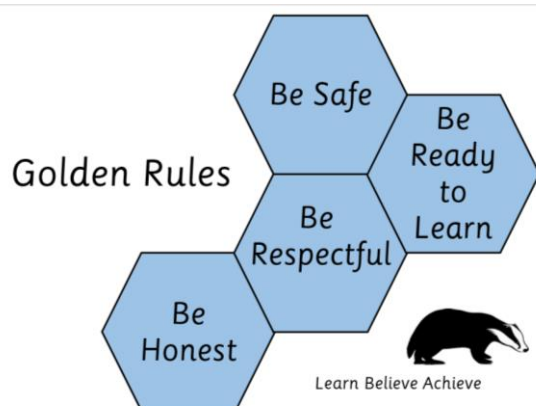 Be Safe
Be
Ready
to
Learn
Golden Rules
Be
Respectful
Be
Honest
Learn Believe Achieve